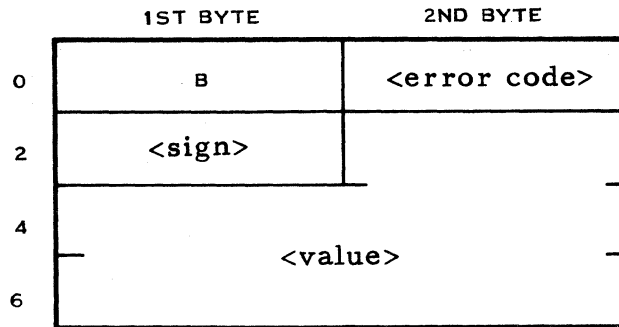 1ST BYTE 2ND BYTE
0 B <error code>
2 <sign>
4
<value>
6